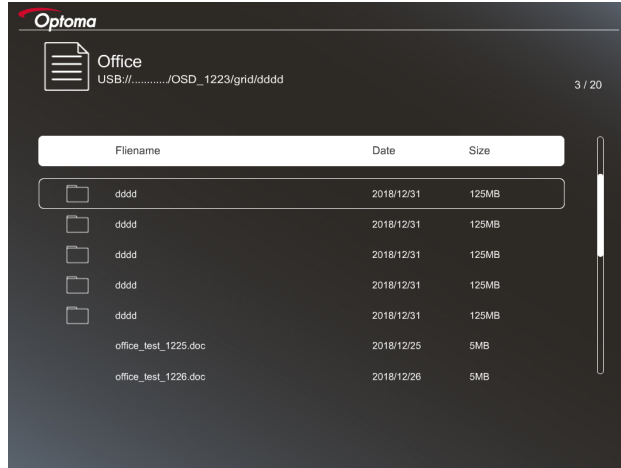 Optoma
Office
USB://.........../OSD_1223/grid/dddd
3 / 20
Fliename Date Size
dddd 2018/12/31 125MB
dddd 2018/12/31 125MB
dddd 2018/12/31 125MB
dddd 2018/12/31 125MB
dddd 2018/12/31 125MB
office_test_1225.doc 2018/12/25 5MB
office_test_1226.doc 2018/12/26 5MB